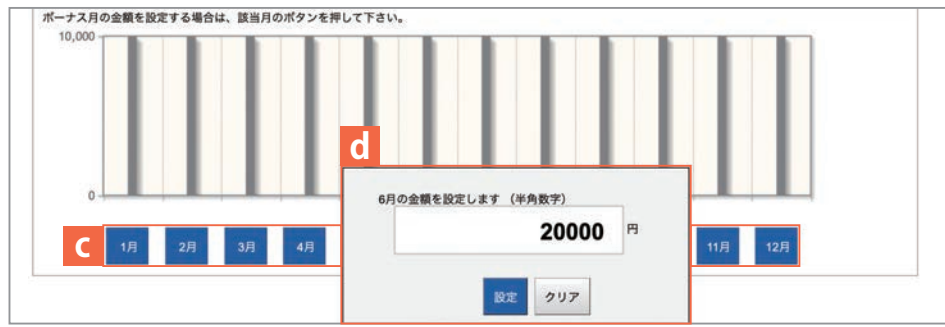 ボーナス月の金額を設定する場合は、該当月のボタンを押して下さい。
10,000
0
d
6月の金額を設定します （半角数字）
20000 円
設定 クリア
c 1月 2月 3月 4月 11月 12月